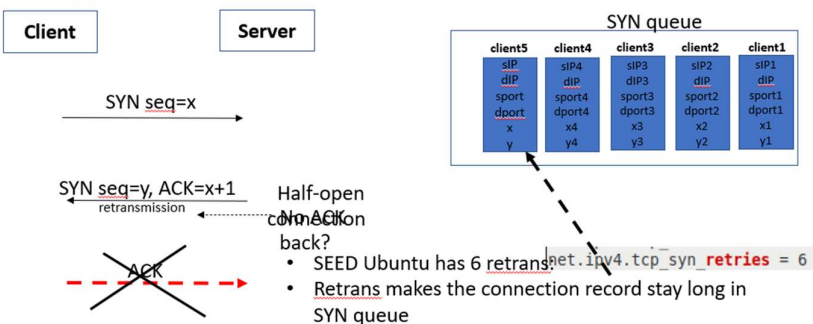 Client
Server
SYN queue
client5 client4 client3 client2 client1
sIP sIP4 sIP3 sIP2 sIP1
dIP dIP dIP3 dIP dIP
sport sport4 sport3 sport2 sport1
dport dport4 dport3 dport2 dport1
x x4 x3 x2 x1
y y4 y3 y2 y1
SYN seq=x
SYN seq=y, ACK=x+1
retransmission
Half-open
connection
No ACK
back?
ACK
• SEED Ubuntu has 6 retrans.
net.ipv4.tcp_syn_retries = 6
• Retrans makes the connection record stay long in
SYN queue